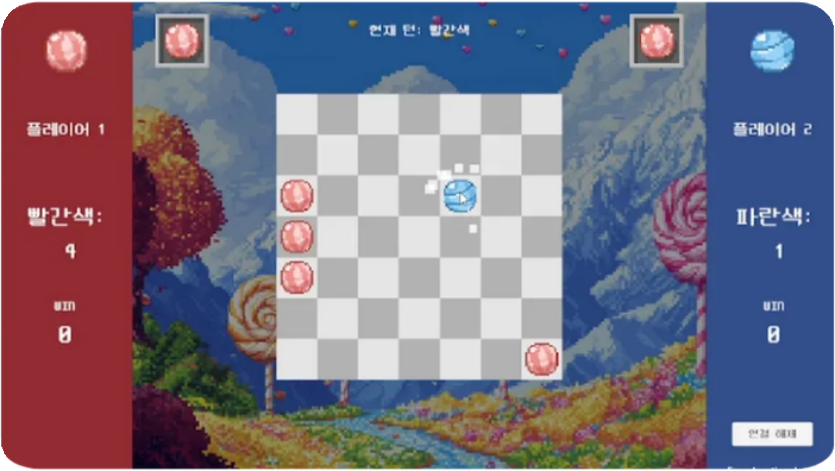 현재 턴: 빨간색
플레이어 1
빨간색:
4
WIN
0
플레이어 2
파란색:
1
WIN
0
연결 해제